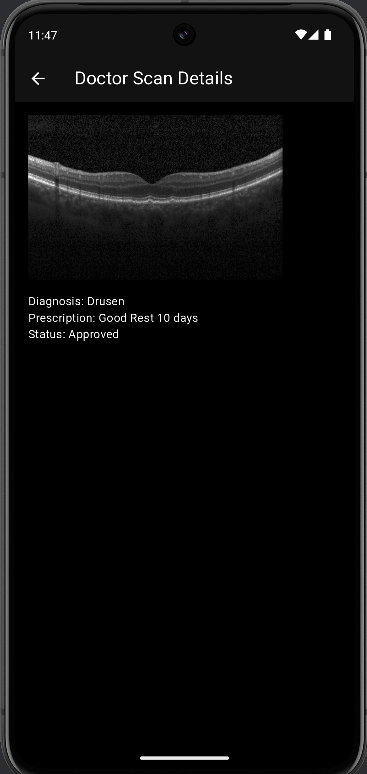 11:47
Doctor Scan Details
Diagnosis: Drusen
Prescription: Good Rest 10 days
Status: Approved